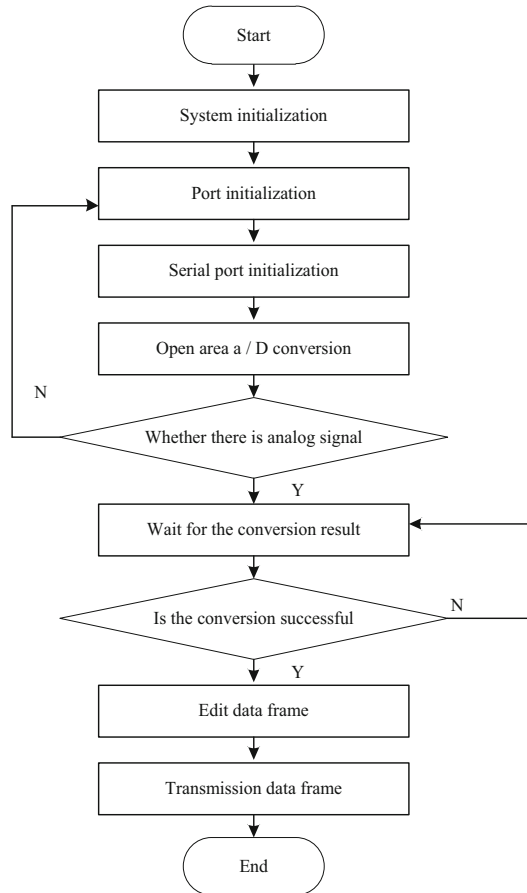 Start
System initialization
Port initialization
Serial port initialization
Open area a / D conversion
N
Whether there is analog signal
Y
Wait for the conversion result
Is the conversion successful
N
Y
Edit data frame
Transmission data frame
End